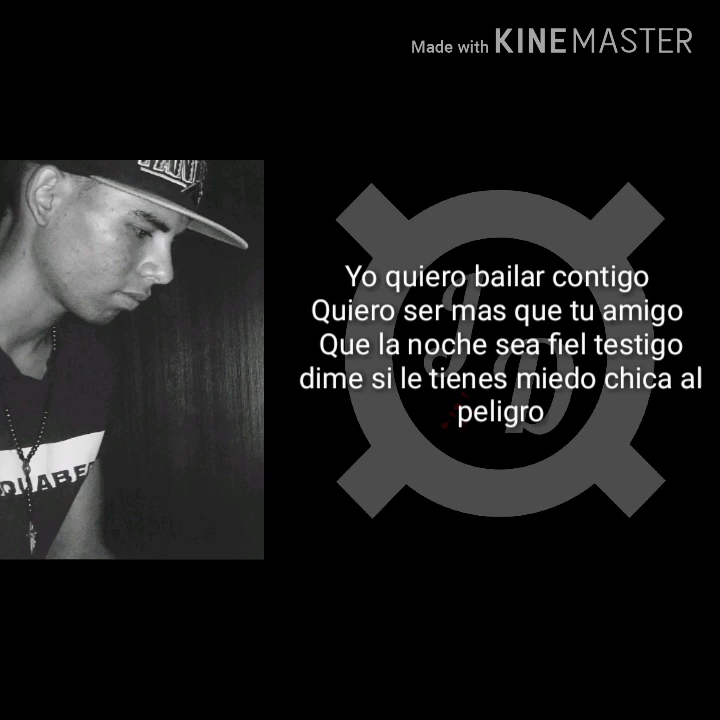 Made with KINEMASTER
Yo quiero bailar contigo
Quiero ser mas que tu amigo
Que la noche sea fiel testigo
dime si le tienes miedo chica al
peligro